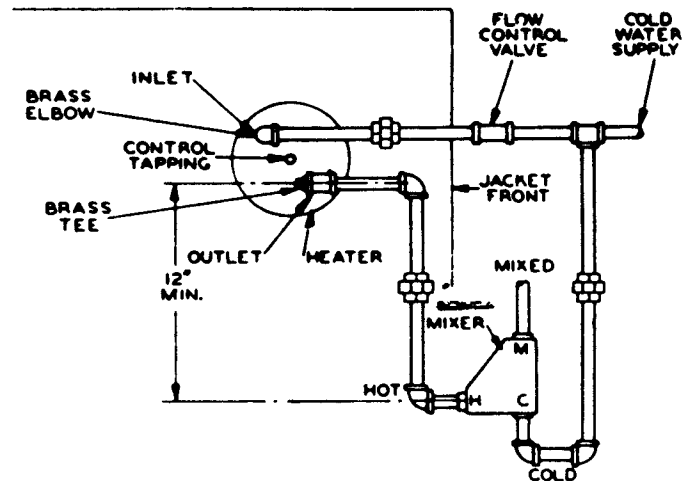 FLOW
CONTROL
VALVE
COLD
WATER
SUPPLY
INLET
BRASS
ELBOW
CONTROL
TAPPING
BRASS
TEE
OUTLET
HEATER
JACKET
FRONT
12"
MIN.
MIXED
MIXER
M
HOT
H
C
COLD